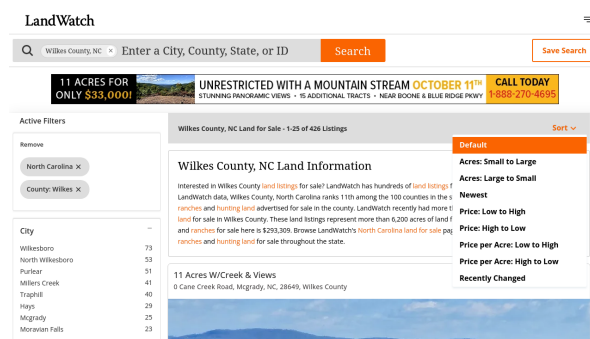 LandWatch
Wilkes County, NC ×
Enter a City, County, State, or ID
Search
Save Search
11 ACRES FOR
ONLY $33,000!
UNRESTRICTED WITH A MOUNTAIN STREAM OCTOBER 11TH
STUNNING PANORAMIC VIEWS • 15 ADDITIONAL TRACTS • NEAR BOONE & BLUE RIDGE PKWY
CALL TODAY
1-888-270-4695
Active Filters
Remove
North Carolina ×
County: Wilkes ×
City
Wilkesboro 73
North Wilkesboro 53
Purlear 51
Millers Creek 41
Traphill 40
Hays 29
Mcgrady 25
Moravian Falls 23
Wilkes County, NC Land for Sale - 1-25 of 426 Listings
Sort
Default
Acres: Small to Large
Acres: Large to Small
Newest
Price: Low to High
Price: High to Low
Price per Acre: Low to High
Price per Acre: High to Low
Recently Changed
Wilkes County, NC Land Information
Interested in Wilkes County land listings for sale? LandWatch has hundreds of land listings f
LandWatch data, Wilkes County, North Carolina ranks 11th among the 100 counties in the s
ranches and hunting land advertised for sale in the county. LandWatch recently had more t
land for sale in Wilkes County. These land listings represent more than 6,200 acres of land f
and ranches for sale here is $293,309. Browse LandWatch's North Carolina land for sale pag
ranches and hunting land for sale throughout the state.
11 Acres W/Creek & Views
0 Cane Creek Road, Mcgrady, NC, 28649, Wilkes County